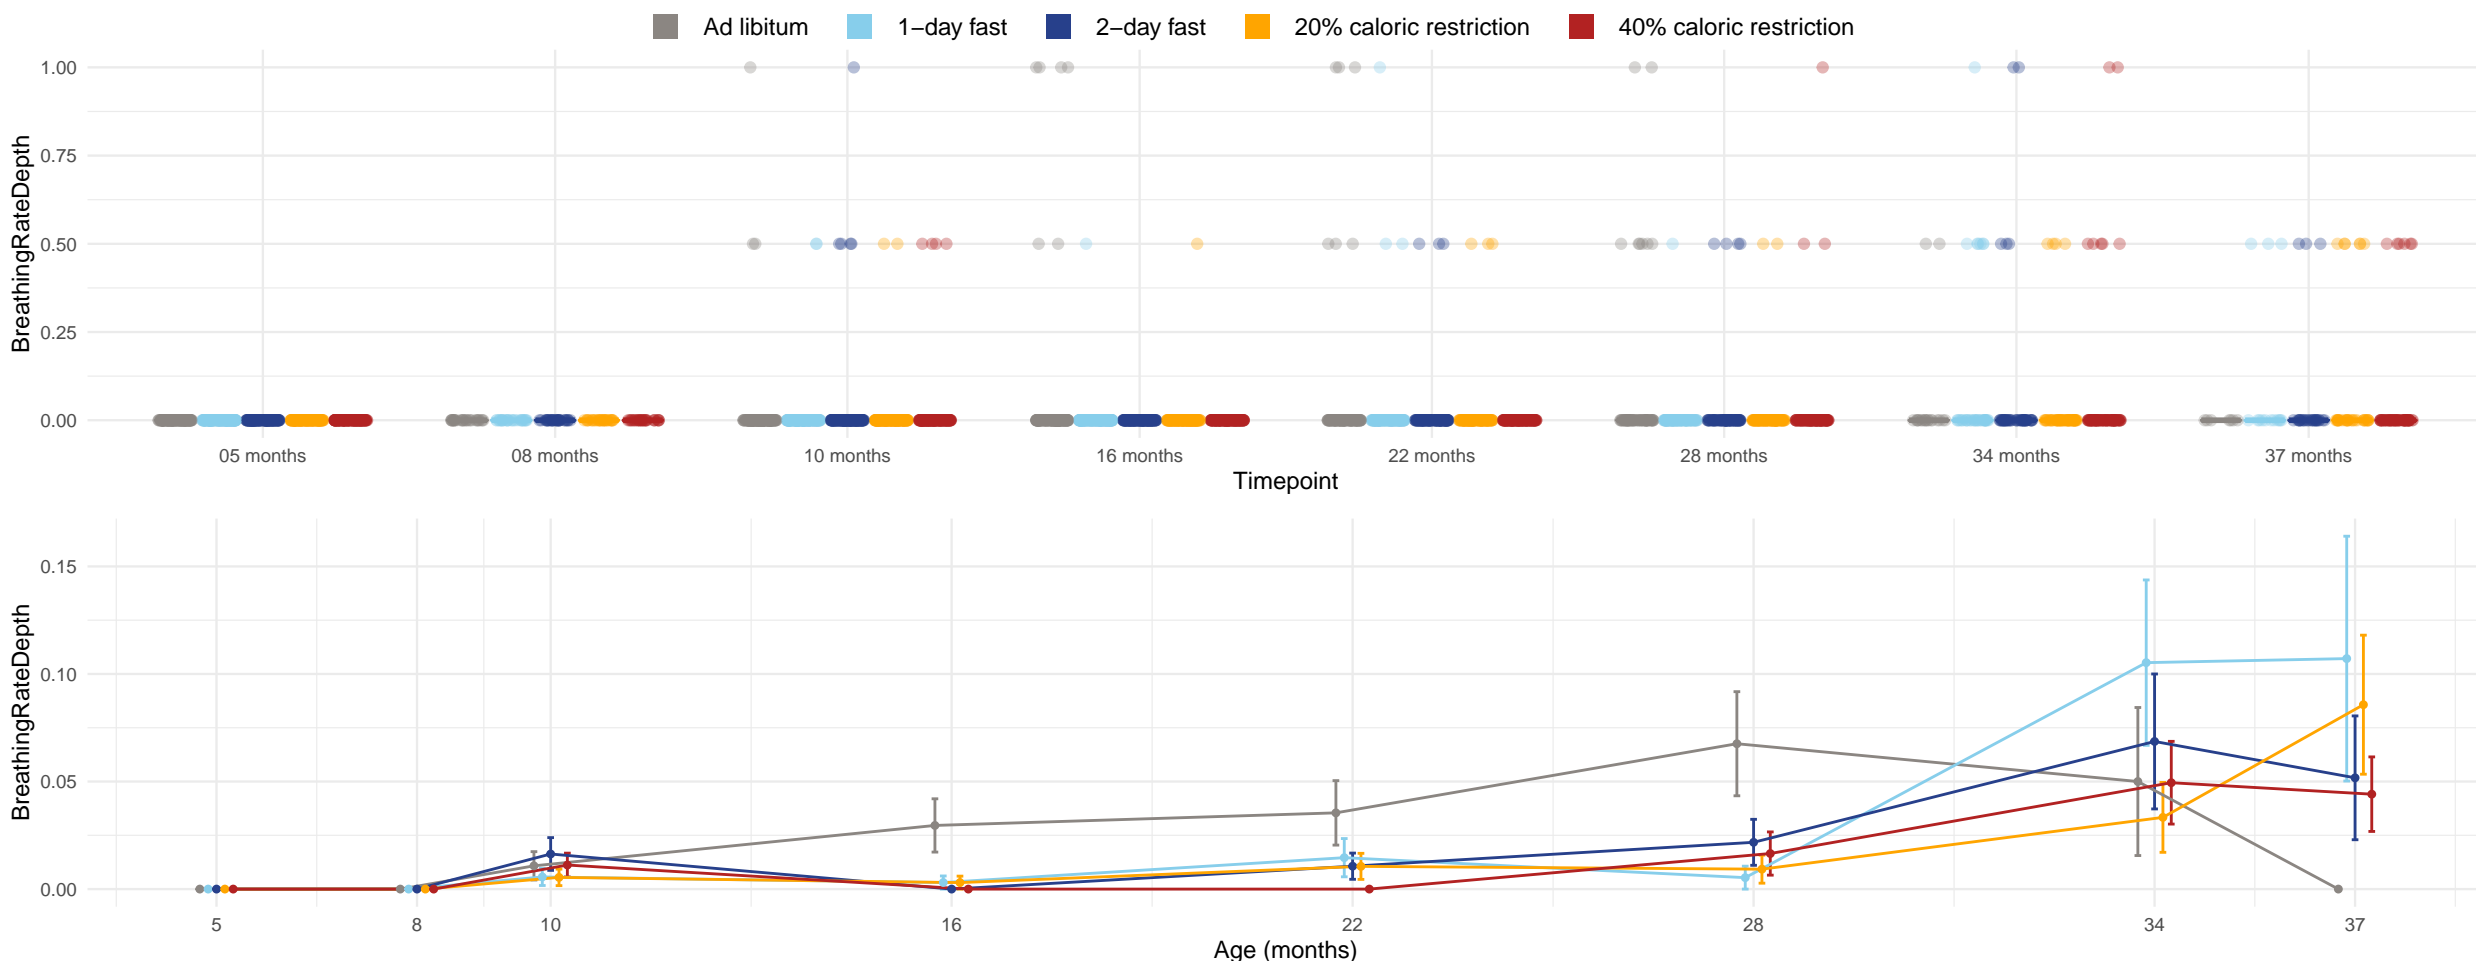 Ad libitum 1−day fast 2−day fast 20% caloric restriction 40% caloric restriction
BreathingRateDepth
1.00
0.75
0.50
0.25
0.00
05 months 08 months 10 months 16 months 22 months 28 months 34 months 37 months
Timepoint
BreathingRateDepth
0.15
0.10
0.05
0.00
5 8 10 16 22 28 34 37
Age (months)